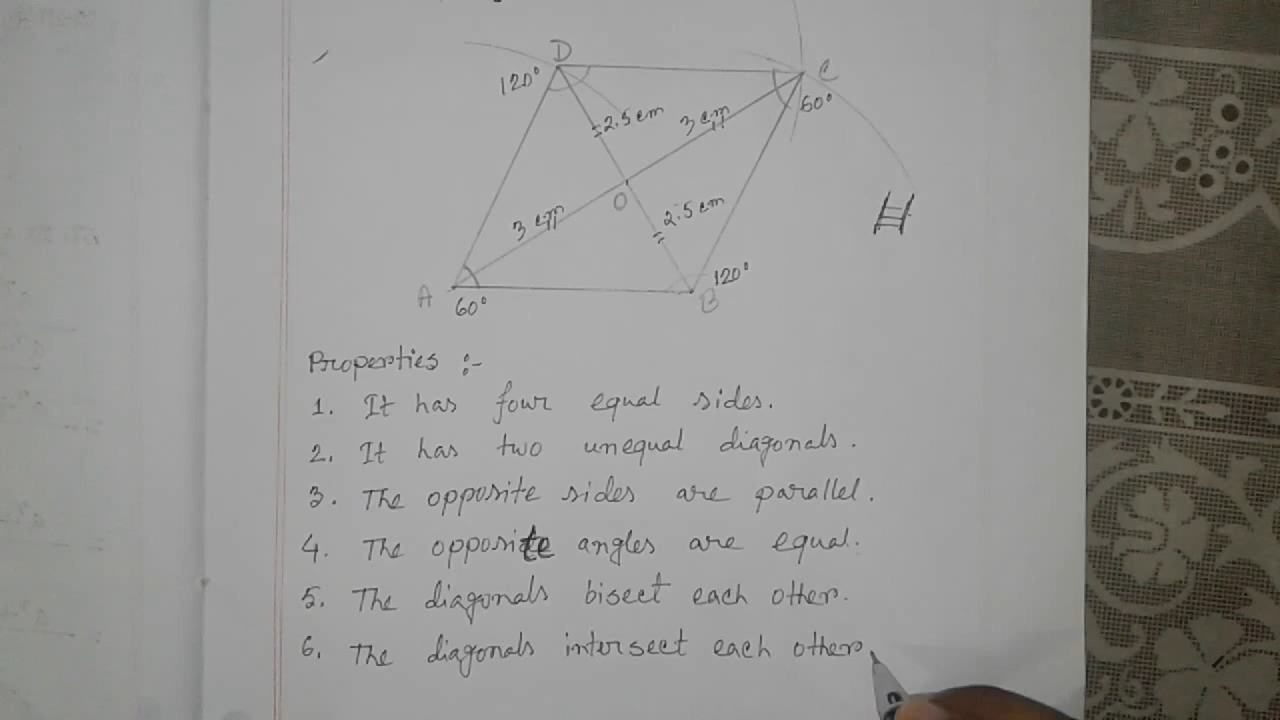 D
120°
C
60°
=2.5 cm
3 cm
O
3 cm
=2.5 cm
A
60°
B
120°
Properties :-
1. It has four equal sides.
2. It has two unequal diagonals.
3. The opposite sides are parallel.
4. The opposite angles are equal.
5. The diagonals bisect each other.
6. The diagonals intersect each other